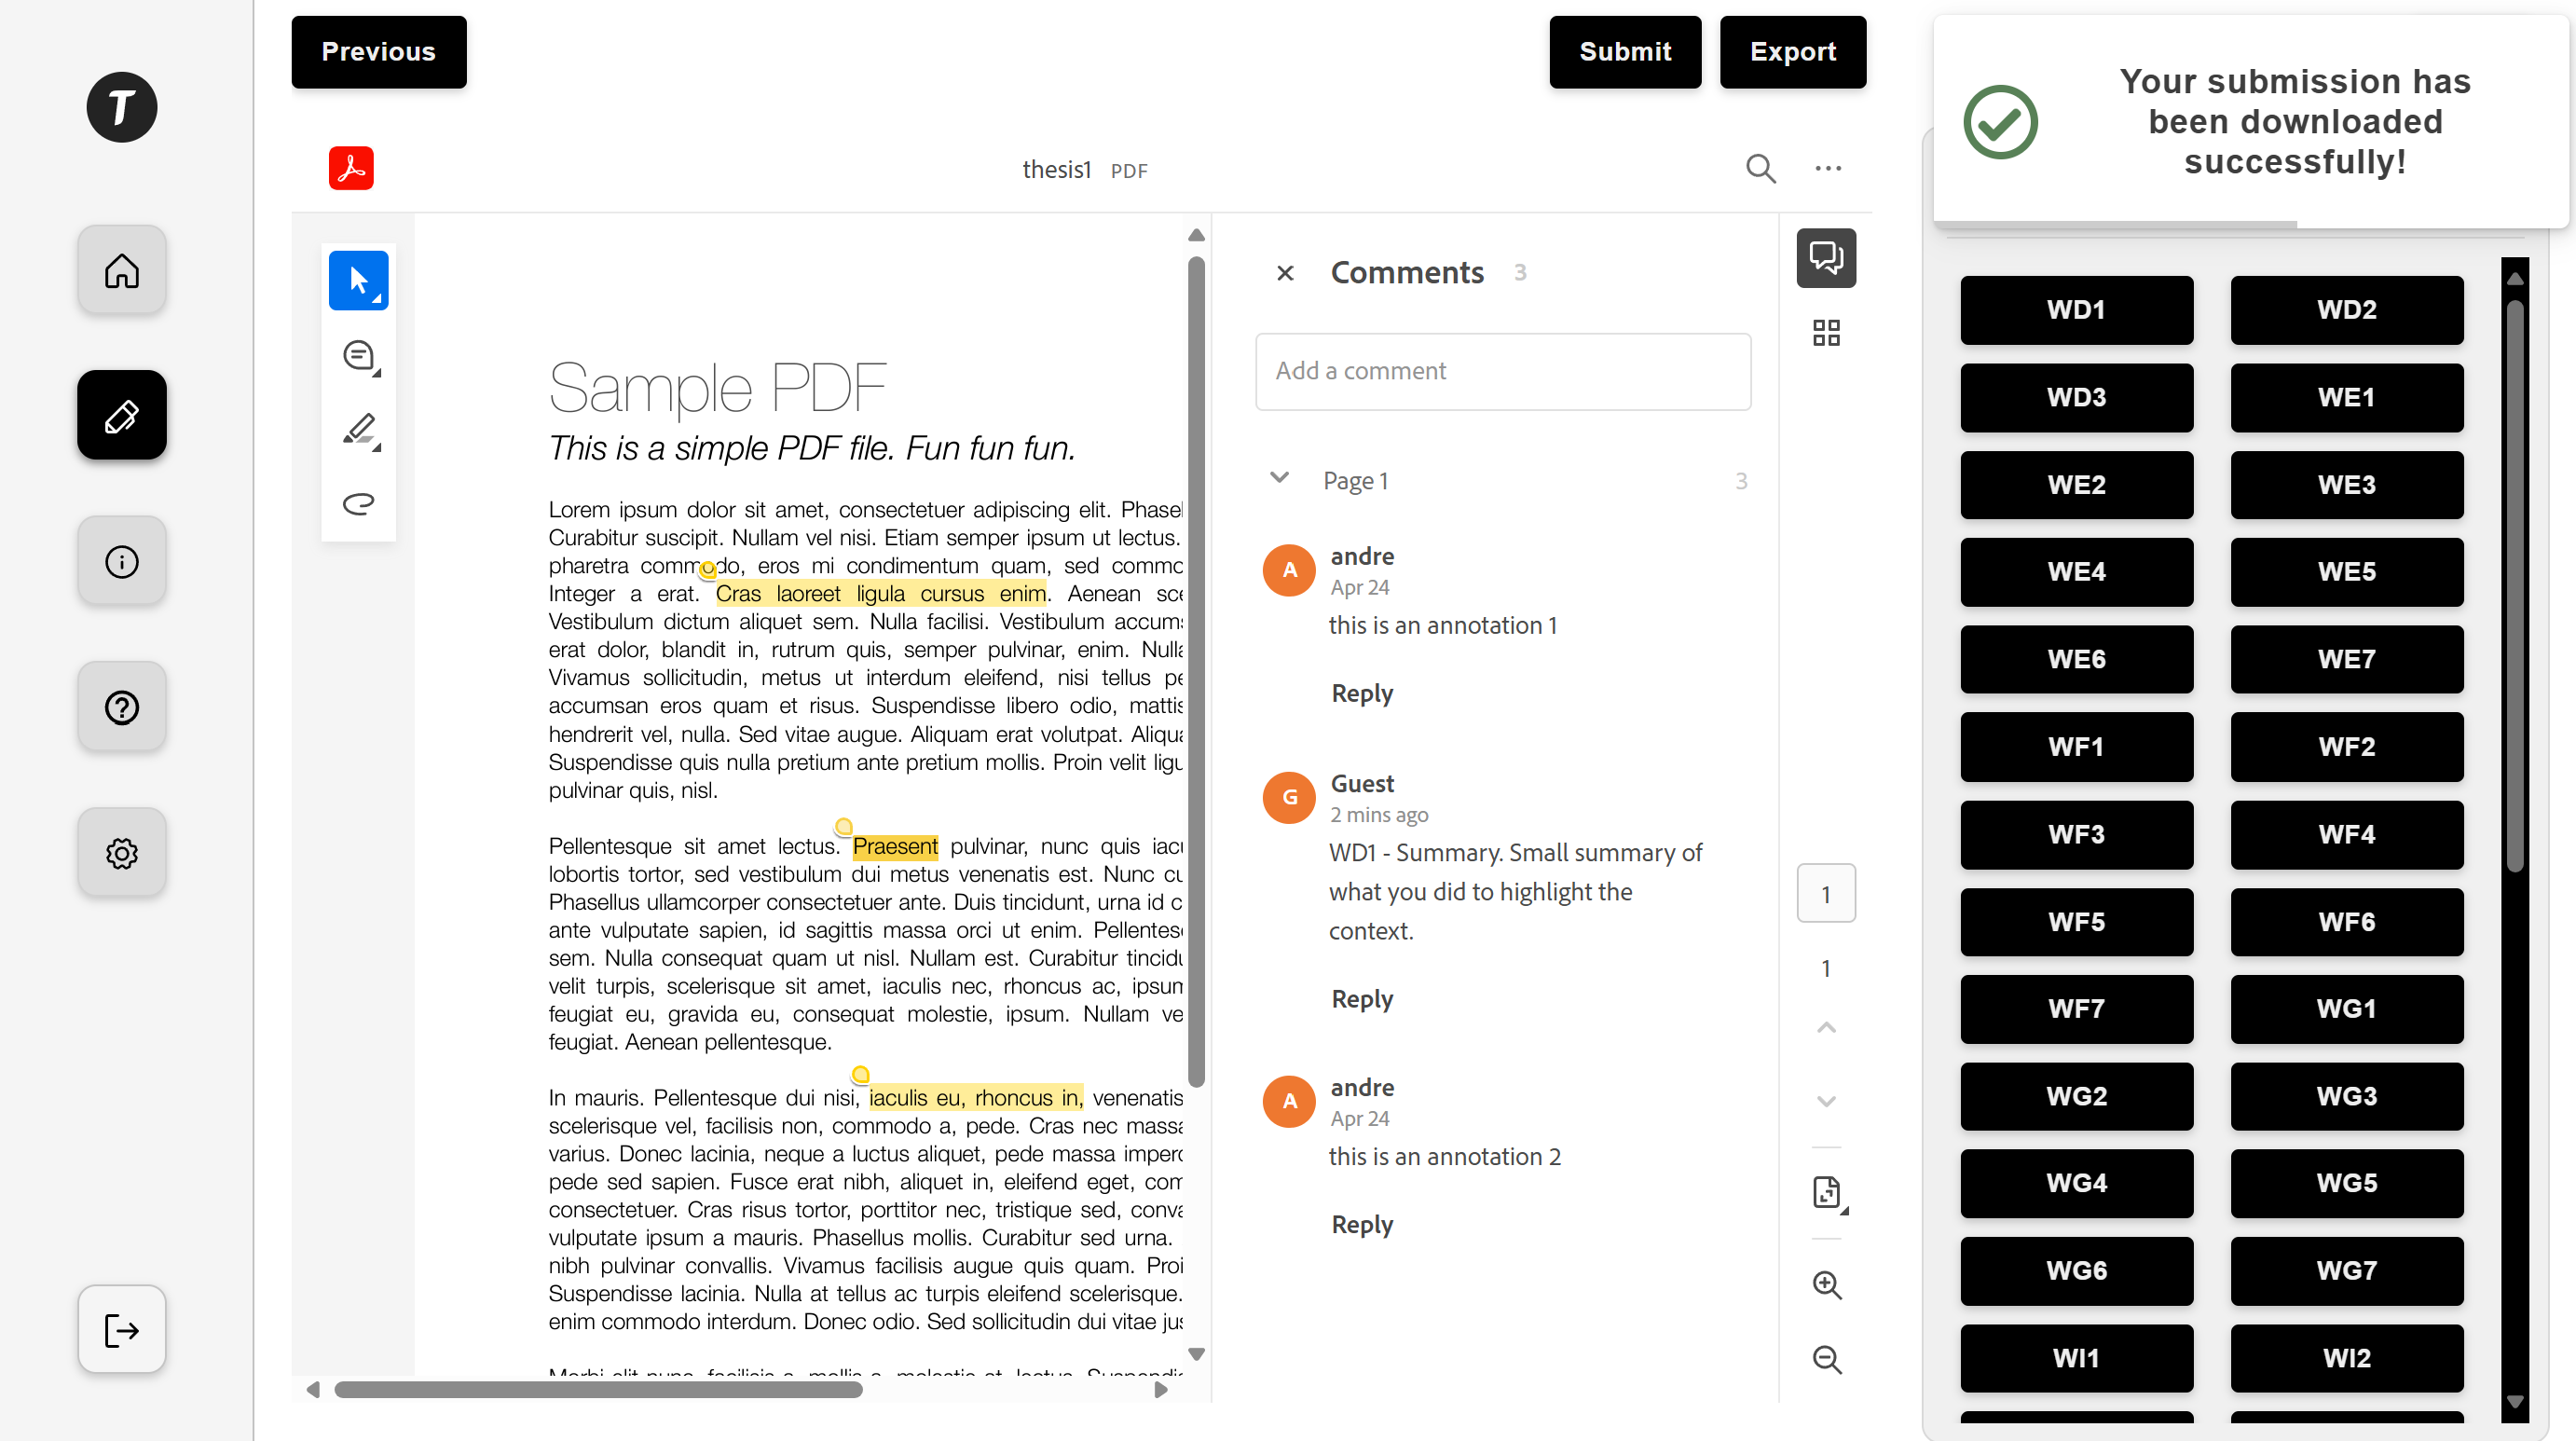 Previous
Submit
Export
Your submission has
been downloaded
successfully!
T
thesis1 PDF
Sample PDF
This is a simple PDF file. Fun fun fun.
Lorem ipsum dolor sit amet, consectetuer adipiscing elit. Phasel
Curabitur suscipit. Nullam vel nisi. Etiam semper ipsum ut lectus.
pharetra commodo, eros mi condimentum quam, sed commo
Integer a erat. Cras laoreet ligula cursus enim. Aenean sce
Vestibulum dictum aliquet sem. Nulla facilisi. Vestibulum accums
erat dolor, blandit in, rutrum quis, semper pulvinar, enim. Nulla
Vivamus sollicitudin, metus ut interdum eleifend, nisi tellus pe
accumsan eros quam et risus. Suspendisse libero odio, mattis
hendrerit vel, nulla. Sed vitae augue. Aliquam erat volutpat. Aliqua
Suspendisse quis nulla pretium ante pretium mollis. Proin velit ligu
pulvinar quis, nisl.
Pellentesque sit amet lectus. Praesent pulvinar, nunc quis iacu
lobortis tortor, sed vestibulum dui metus venenatis est. Nunc cu
Phasellus ullamcorper consectetuer ante. Duis tincidunt, urna id c
ante vulputate sapien, id sagittis massa orci ut enim. Pellentesc
sem. Nulla consequat quam ut nisl. Nullam est. Curabitur tincidu
velit turpis, scelerisque sit amet, iaculis nec, rhoncus ac, ipsum
feugiat eu, gravida eu, consequat molestie, ipsum. Nullam ve
feugiat. Aenean pellentesque.
In mauris. Pellentesque dui nisi, iaculis eu, rhoncus in, venenatis
scelerisque vel, facilisis non, commodo a, pede. Cras nec massa
varius. Donec lacinia, neque a luctus aliquet, pede massa imperd
pede sed sapien. Fusce erat nibh, aliquet in, eleifend eget, com
consectetuer. Cras risus tortor, porttitor nec, tristique sed, conva
vulputate ipsum a mauris. Phasellus mollis. Curabitur sed urna.
nibh pulvinar convallis. Vivamus facilisis augue quis quam. Proi
Suspendisse lacinia. Nulla at tellus ac turpis eleifend scelerisque.
enim commodo interdum. Donec odio. Sed sollicitudin dui vitae jus
Comments 3
Add a comment
Page 1 3
A
andre
Apr 24
this is an annotation 1
Reply
G
Guest
2 mins ago
WD1 - Summary. Small summary of
what you did to highlight the
context.
Reply
A
andre
Apr 24
this is an annotation 2
Reply
1
1
WD1 WD2
WD3 WE1
WE2 WE3
WE4 WE5
WE6 WE7
WF1 WF2
WF3 WF4
WF5 WF6
WF7 WG1
WG2 WG3
WG4 WG5
WG6 WG7
WI1 WI2